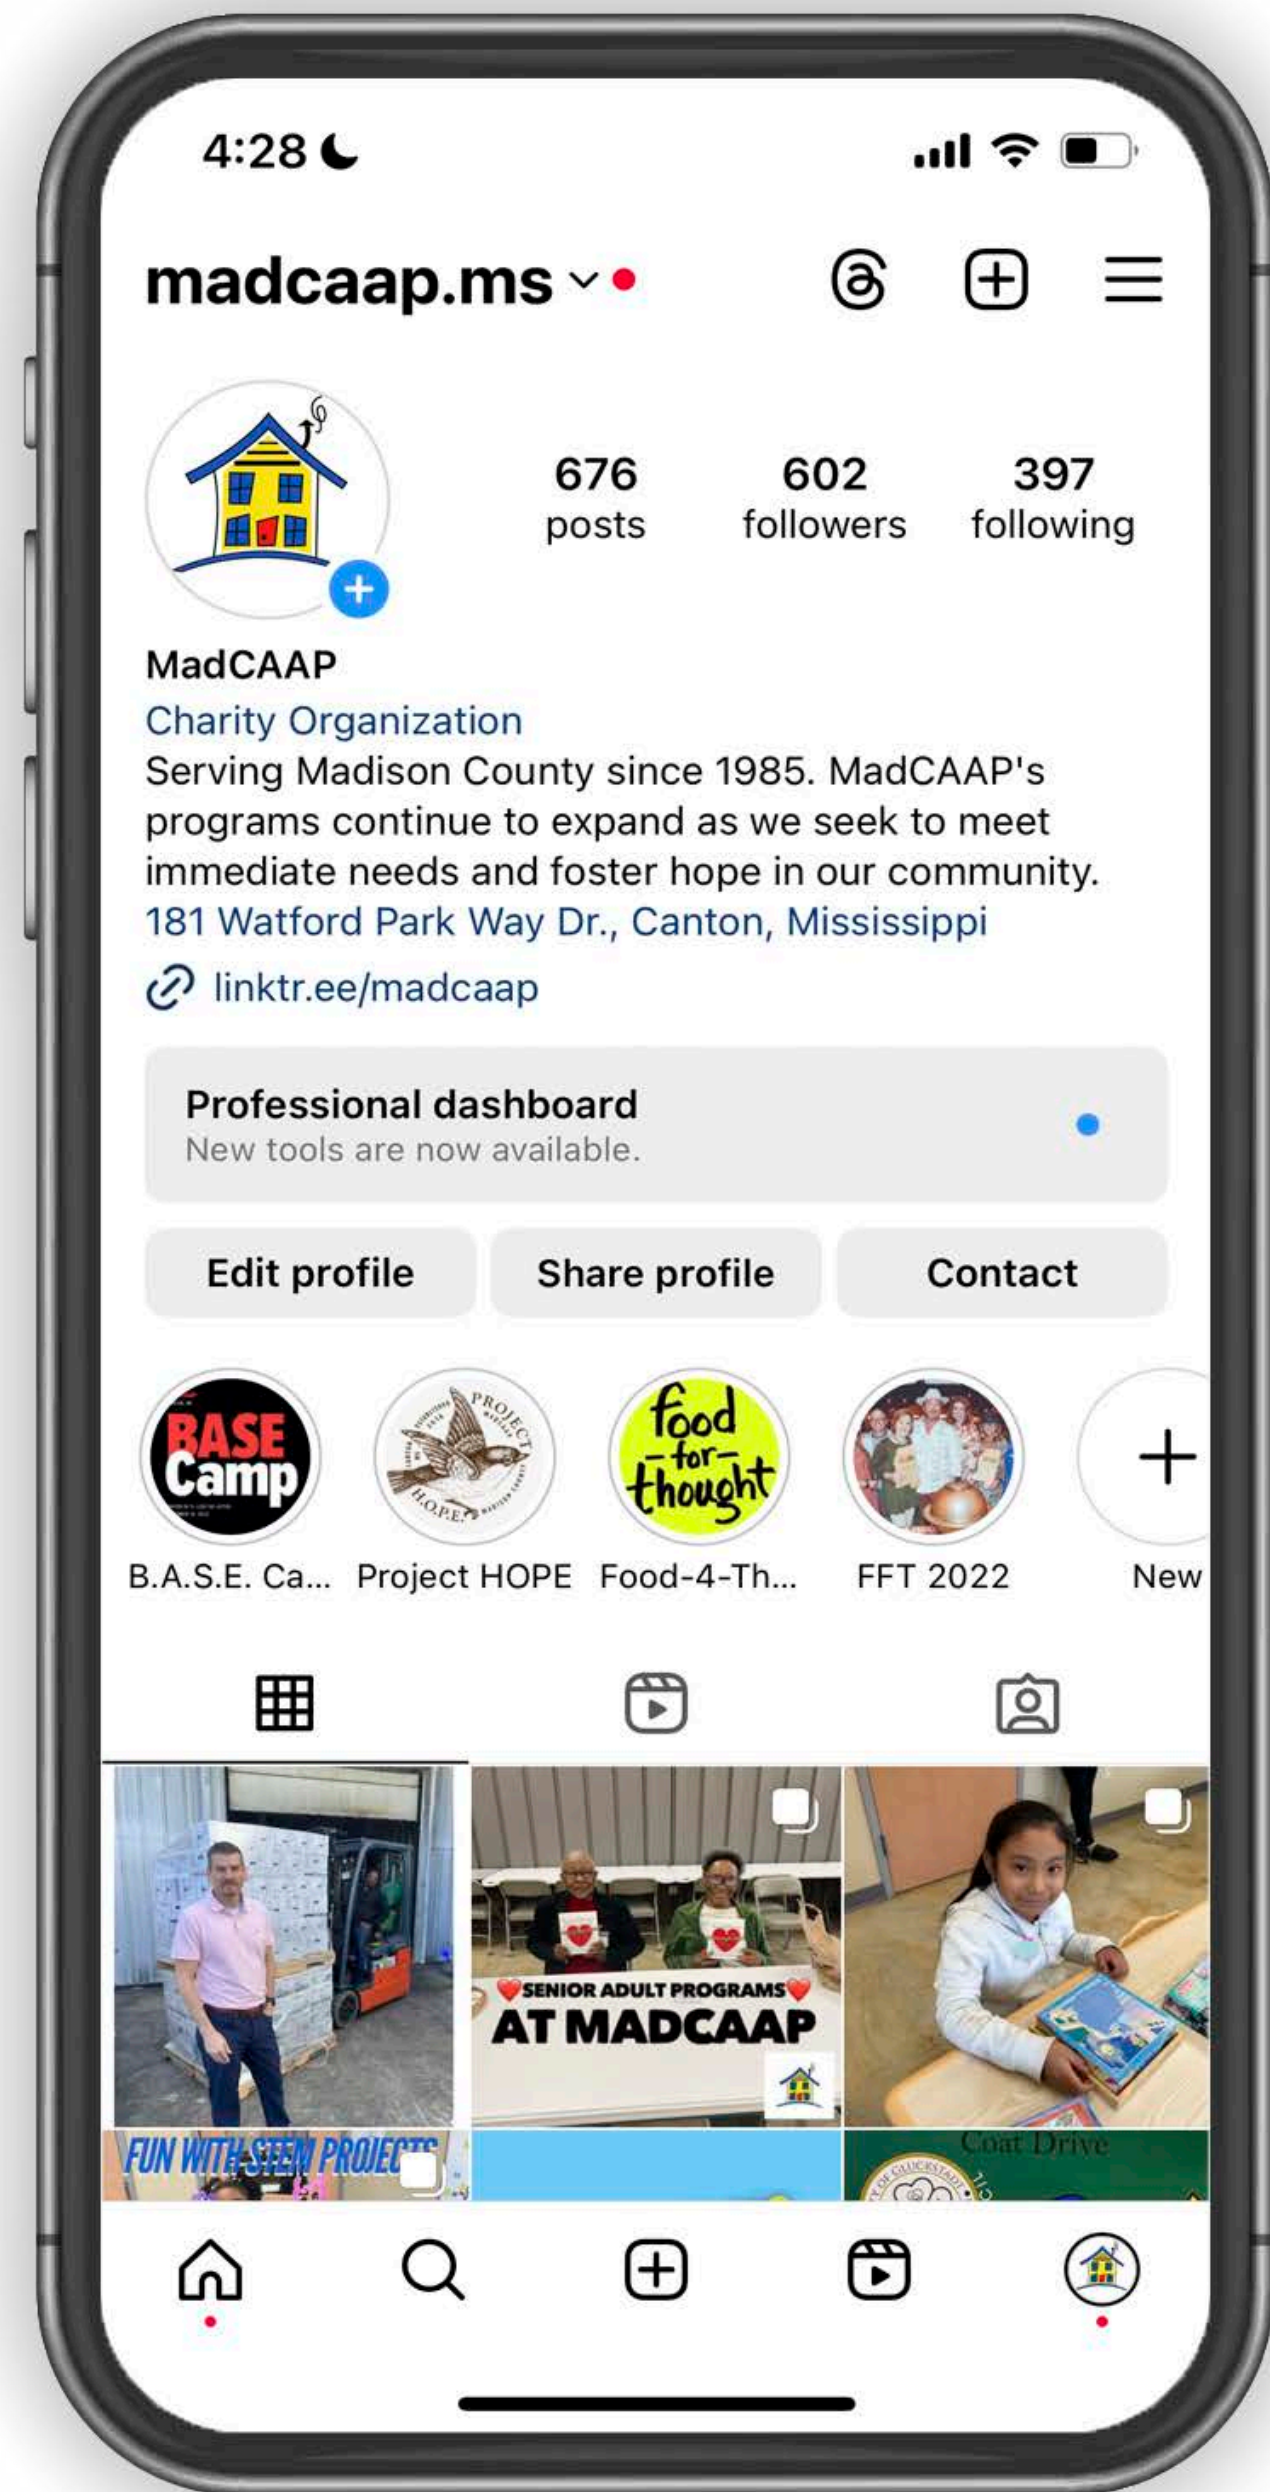 4:28
madcaap.ms
676 602 397
posts followers following
MadCAAP
Charity Organization
Serving Madison County since 1985. MadCAAP's
programs continue to expand as we seek to meet
immediate needs and foster hope in our community.
181 Watford Park Way Dr., Canton, Mississippi
linktr.ee/madcaap
Professional dashboard
New tools are now available.
Edit profile Share profile Contact
BASE
Camp
PROJECT
H.O.P.E.
food
-for-
thought
B.A.S.E. Ca... Project HOPE Food-4-Th... FFT 2022 New
SENIOR ADULT PROGRAMS
AT MADCAAP
FUN WITH STEM PROJECTS
Coat Drive
OF GLUCKSTADT